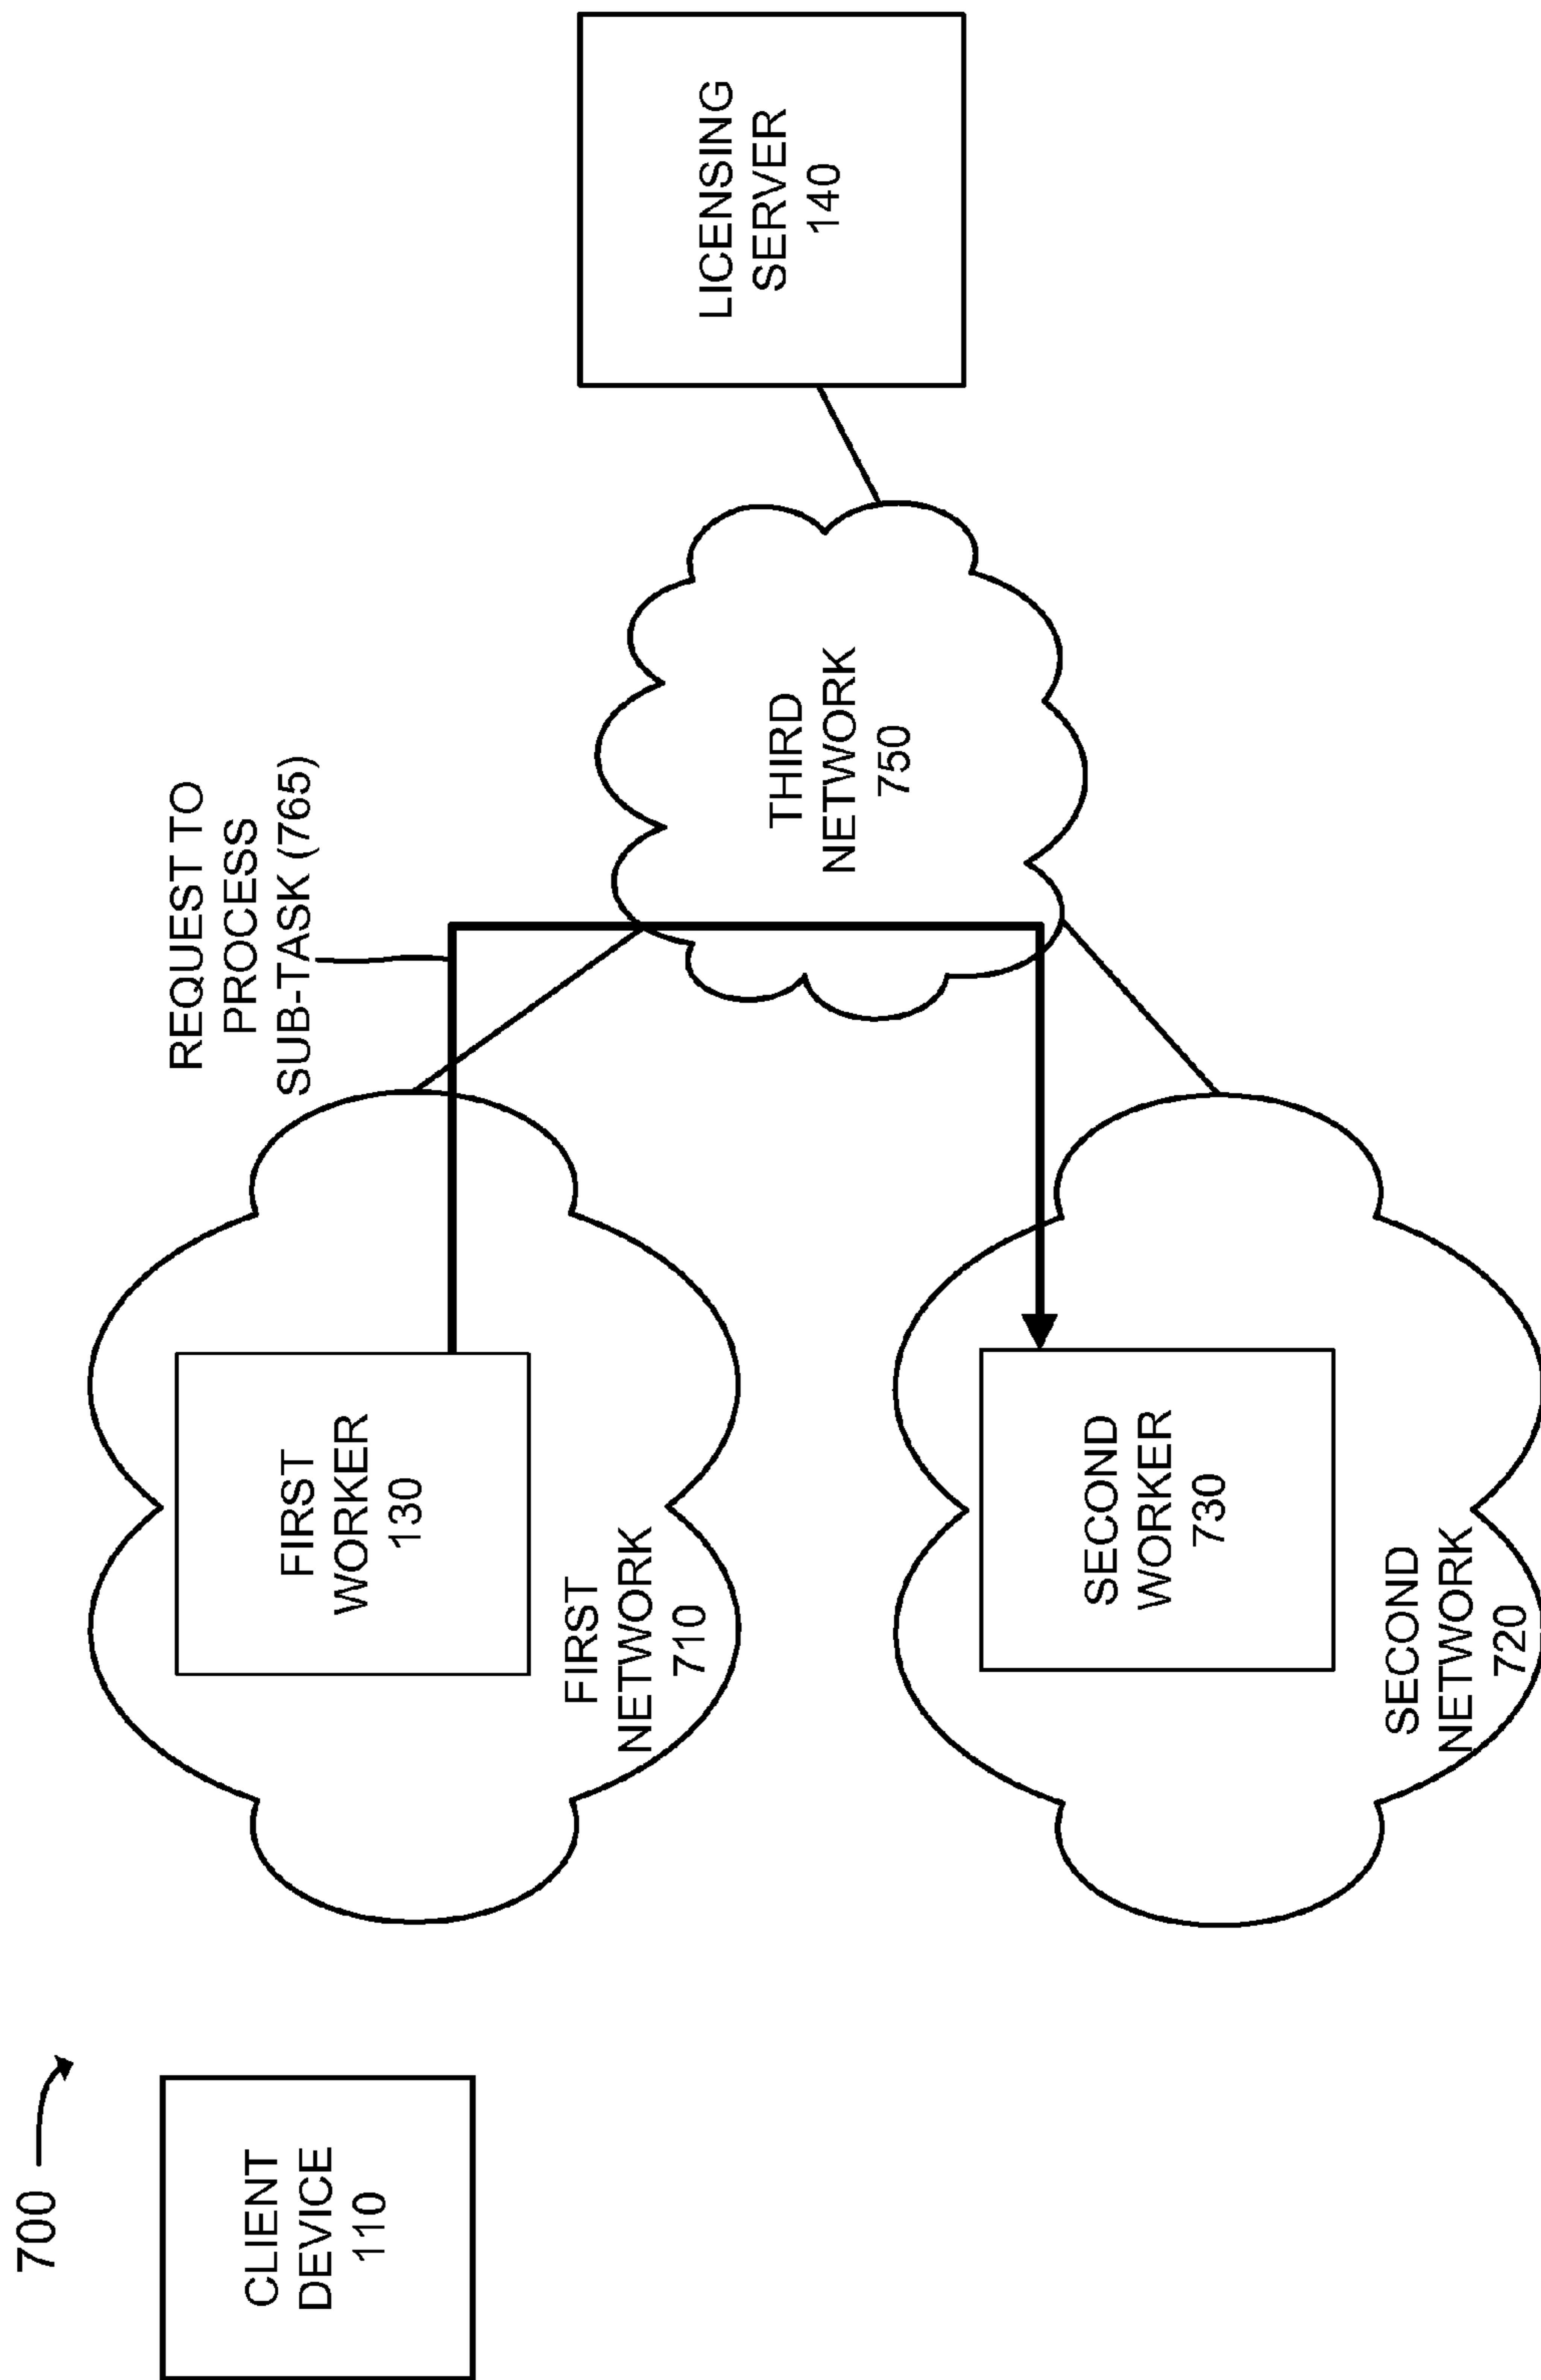 700
CLIENT
DEVICE
110
FIRST
WORKER
130
FIRST
NETWORK
710
REQUEST TO
PROCESS
SUB-TASK (765)
THIRD
NETWORK
750
LICENSING
SERVER
140
SECOND
WORKER
730
SECOND
NETWORK
720